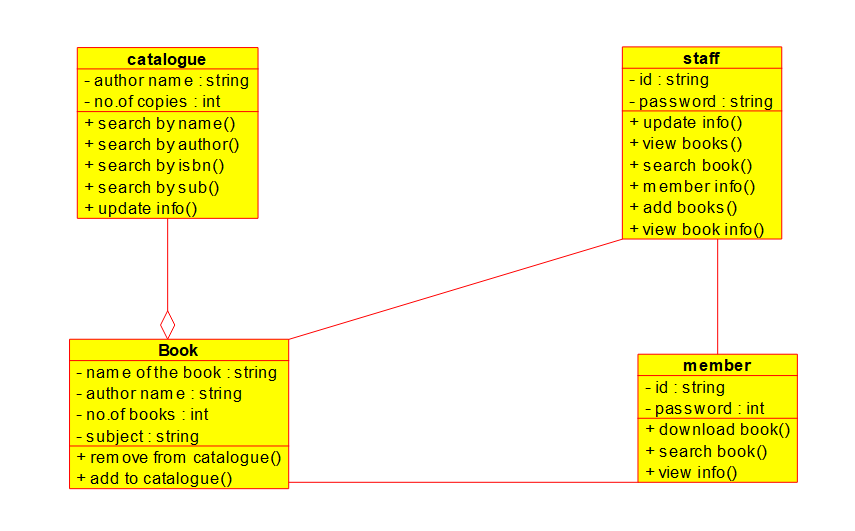 catalogue
- author name : string
- no.of copies : int
+ search by name()
+ search by author()
+ search by isbn()
+ search by sub()
+ update info()
staff
- id : string
- password : string
+ update info()
+ view books()
+ search book()
+ member info()
+ add books()
+ view book info()
Book
- name of the book : string
- author name : string
- no.of books : int
- subject : string
+ remove from catalogue()
+ add to catalogue()
member
- id : string
- password : int
+ download book()
+ search book()
+ view info()